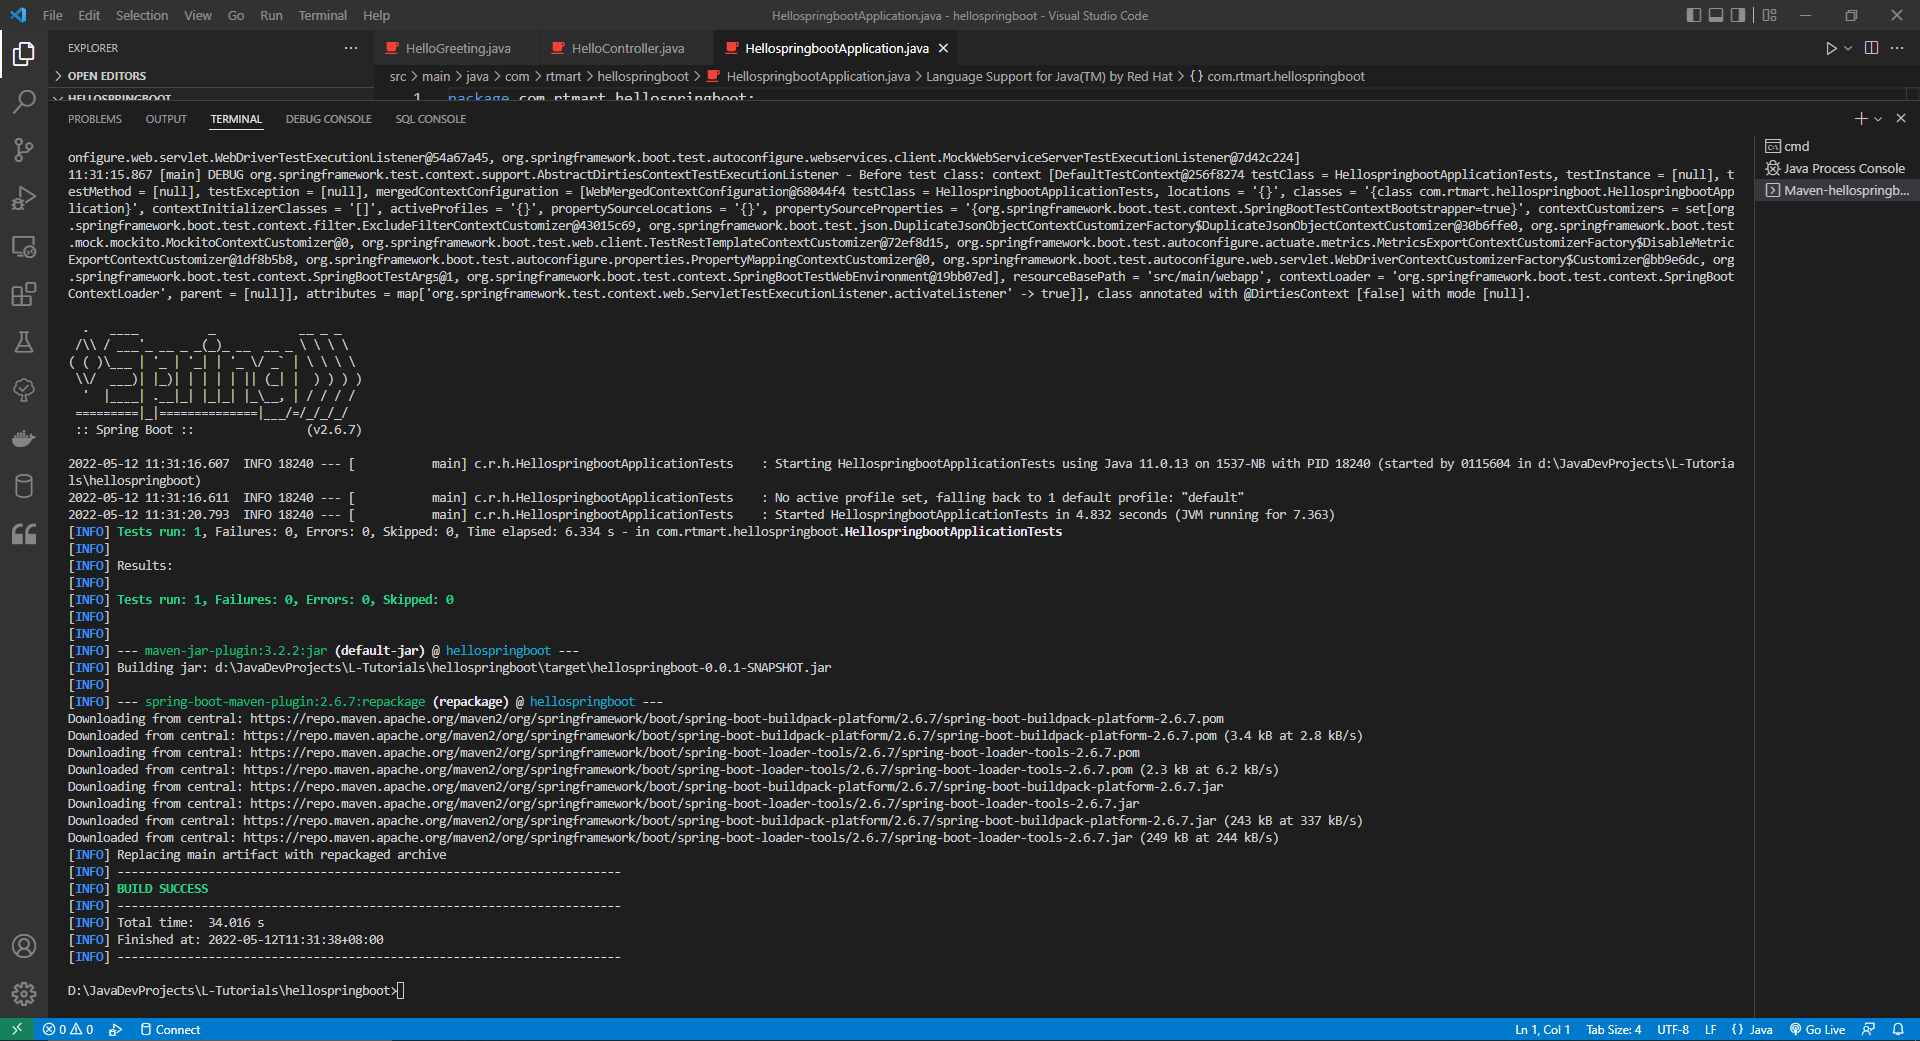 File Edit Selection View Go Run Terminal Help HellospringbootApplication.java - hellospringboot - Visual Studio Code
EXPLORER
OPEN EDITORS
HELLOSPRINGBOOT
HelloGreeting.java HelloController.java HellospringbootApplication.java
src > main > java > com > rtmart > hellospringboot > HellospringbootApplication.java > Language Support for Java(TM) by Red Hat > {} com.rtmart.hellospringboot
1 package com.rtmart.hellospringboot;
PROBLEMS OUTPUT TERMINAL DEBUG CONSOLE SQL CONSOLE
cmd
Java Process Console
Maven-hellospringb...
onfigure.web.servlet.WebDriverTestExecutionListener@54a67a45, org.springframework.boot.test.autoconfigure.webservices.client.MockWebServiceServerTestExecutionListener@7d42c224]
11:31:15.867 [main] DEBUG org.springframework.test.context.support.AbstractDirtiesContextTestExecutionListener - Before test class: context [DefaultTestContext@256f8274 testClass = HellospringbootApplicationTests, testInstance = [null], t
estMethod = [null], testException = [null], mergedContextConfiguration = [WebMergedContextConfiguration@68044f4 testClass = HellospringbootApplicationTests, locations = '{}', classes = '{class com.rtmart.hellospringboot.HellospringbootApp
lication}', contextInitializerClasses = '[]', activeProfiles = '{}', propertySourceLocations = '{}', propertySourceProperties = '{org.springframework.boot.test.context.SpringBootTestContextBootstrapper=true}', contextCustomizers = set[org
.springframework.boot.test.context.filter.ExcludeFilterContextCustomizer@43015c69, org.springframework.boot.test.json.DuplicateJsonObjectContextCustomizerFactory$DuplicateJsonObjectContextCustomizer@30b6ffe0, org.springframework.boot.test
.mock.mockito.MockitoContextCustomizer@0, org.springframework.boot.test.web.client.TestRestTemplateContextCustomizer@72ef8d15, org.springframework.boot.test.autoconfigure.actuate.metrics.MetricsExportContextCustomizerFactory$DisableMetric
ExportContextCustomizer@1df8b5b8, org.springframework.boot.test.autoconfigure.properties.PropertyMappingContextCustomizer@0, org.springframework.boot.test.autoconfigure.web.servlet.WebDriverContextCustomizerFactory$Customizer@bb9e6dc, org
.springframework.boot.test.context.SpringBootTestArgs@1, org.springframework.boot.test.context.SpringBootTestWebEnvironment@19bb07ed], resourceBasePath = 'src/main/webapp', contextLoader = 'org.springframework.boot.test.context.SpringBoot
ContextLoader', parent = [null]], attributes = map['org.springframework.test.context.web.ServletTestExecutionListener.activateListener' -> true]], class annotated with @DirtiesContext [false] with mode [null].
  .   ____          _            __ _ _
 /\\ / ___'_ __ _ _(_)_ __  __ _ \ \ \ \
( ( )\___ | '_ | '_| | '_ \/ _` | \ \ \ \
 \\/  ___)| |_)| | | | | || (_| |  ) ) ) )
  '  |____| .__|_| |_|_| |_\__, | / / / /
 =========|_|==============|___/=/_/_/_/
 :: Spring Boot ::                (v2.6.7)
2022-05-12 11:31:16.607  INFO 18240 --- [           main] c.r.h.HellospringbootApplicationTests    : Starting HellospringbootApplicationTests using Java 11.0.13 on 1537-NB with PID 18240 (started by 0115604 in d:\JavaDevProjects\L-Tutoria
ls\hellospringboot)
2022-05-12 11:31:16.611  INFO 18240 --- [           main] c.r.h.HellospringbootApplicationTests    : No active profile set, falling back to 1 default profile: "default"
2022-05-12 11:31:20.793  INFO 18240 --- [           main] c.r.h.HellospringbootApplicationTests    : Started HellospringbootApplicationTests in 4.832 seconds (JVM running for 7.363)
[INFO] Tests run: 1, Failures: 0, Errors: 0, Skipped: 0, Time elapsed: 6.334 s - in com.rtmart.hellospringboot.HellospringbootApplicationTests
[INFO]
[INFO] Results:
[INFO]
[INFO] Tests run: 1, Failures: 0, Errors: 0, Skipped: 0
[INFO]
[INFO]
[INFO] --- maven-jar-plugin:3.2.2:jar (default-jar) @ hellospringboot ---
[INFO] Building jar: d:\JavaDevProjects\L-Tutorials\hellospringboot\target\hellospringboot-0.0.1-SNAPSHOT.jar
[INFO]
[INFO] --- spring-boot-maven-plugin:2.6.7:repackage (repackage) @ hellospringboot ---
Downloading from central: https://repo.maven.apache.org/maven2/org/springframework/boot/spring-boot-buildpack-platform/2.6.7/spring-boot-buildpack-platform-2.6.7.pom
Downloaded from central: https://repo.maven.apache.org/maven2/org/springframework/boot/spring-boot-buildpack-platform/2.6.7/spring-boot-buildpack-platform-2.6.7.pom (3.4 kB at 2.8 kB/s)
Downloading from central: https://repo.maven.apache.org/maven2/org/springframework/boot/spring-boot-loader-tools/2.6.7/spring-boot-loader-tools-2.6.7.pom
Downloaded from central: https://repo.maven.apache.org/maven2/org/springframework/boot/spring-boot-loader-tools/2.6.7/spring-boot-loader-tools-2.6.7.pom (2.3 kB at 6.2 kB/s)
Downloading from central: https://repo.maven.apache.org/maven2/org/springframework/boot/spring-boot-buildpack-platform/2.6.7/spring-boot-buildpack-platform-2.6.7.jar
Downloading from central: https://repo.maven.apache.org/maven2/org/springframework/boot/spring-boot-loader-tools/2.6.7/spring-boot-loader-tools-2.6.7.jar
Downloaded from central: https://repo.maven.apache.org/maven2/org/springframework/boot/spring-boot-buildpack-platform/2.6.7/spring-boot-buildpack-platform-2.6.7.jar (243 kB at 337 kB/s)
Downloaded from central: https://repo.maven.apache.org/maven2/org/springframework/boot/spring-boot-loader-tools/2.6.7/spring-boot-loader-tools-2.6.7.jar (249 kB at 244 kB/s)
[INFO] Replacing main artifact with repackaged archive
[INFO] ------------------------------------------------------------------------
[INFO] BUILD SUCCESS
[INFO] ------------------------------------------------------------------------
[INFO] Total time:  34.016 s
[INFO] Finished at: 2022-05-12T11:31:38+08:00
[INFO] ------------------------------------------------------------------------
D:\JavaDevProjects\L-Tutorials\hellospringboot>
0 0 Connect Ln 1, Col 1 Tab Size: 4 UTF-8 LF {} Java Go Live